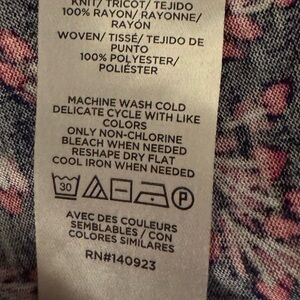 KNIT/ TRICOT/ TEJIDO
100% RAYON/ RAYONNE/
RAYON
WOVEN/ TISSÉ/ TEJIDO DE
PUNTO
100% POLYESTER/
POLIÉSTER
MACHINE WASH COLD
DELICATE CYCLE WITH LIKE
COLORS
ONLY NON-CHLORINE
BLEACH WHEN NEEDED
RESHAPE DRY FLAT
COOL IRON WHEN NEEDED
30 P
AVEC DES COULEURS
SEMBLABLES / CON
COLORES SIMILARES
RN#140923